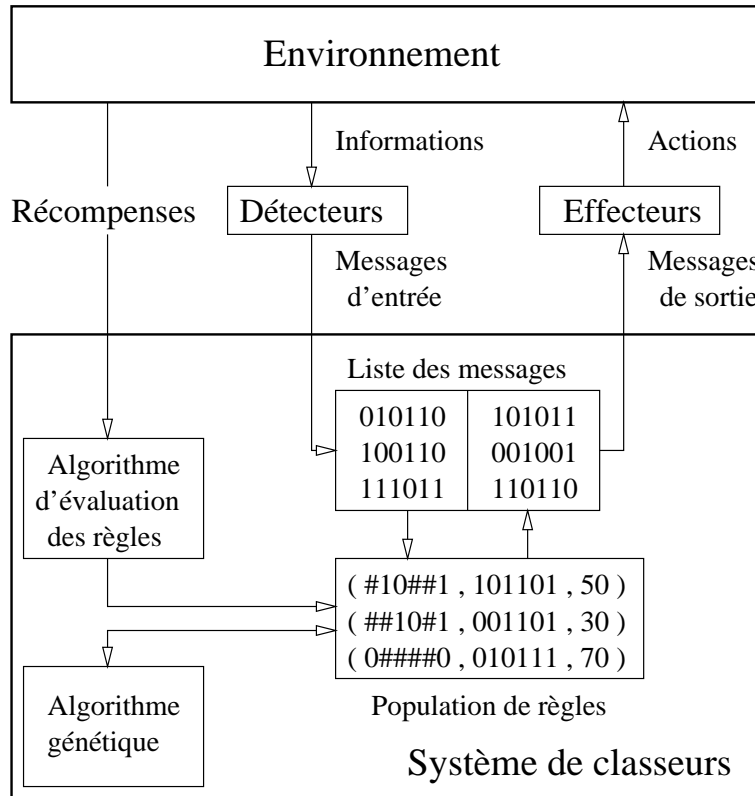 Environnement
Informations
Actions
Récompenses
Détecteurs
Effecteurs
Messages
d'entrée
Messages
de sortie
Liste des messages
010110
100110
111011
101011
001001
110110
Algorithme
d'évaluation
des règles
( #10##1 , 101101 , 50 )
( ##10#1 , 001101 , 30 )
( 0####0 , 010111 , 70 )
Population de règles
Algorithme
génétique
Système de classeurs